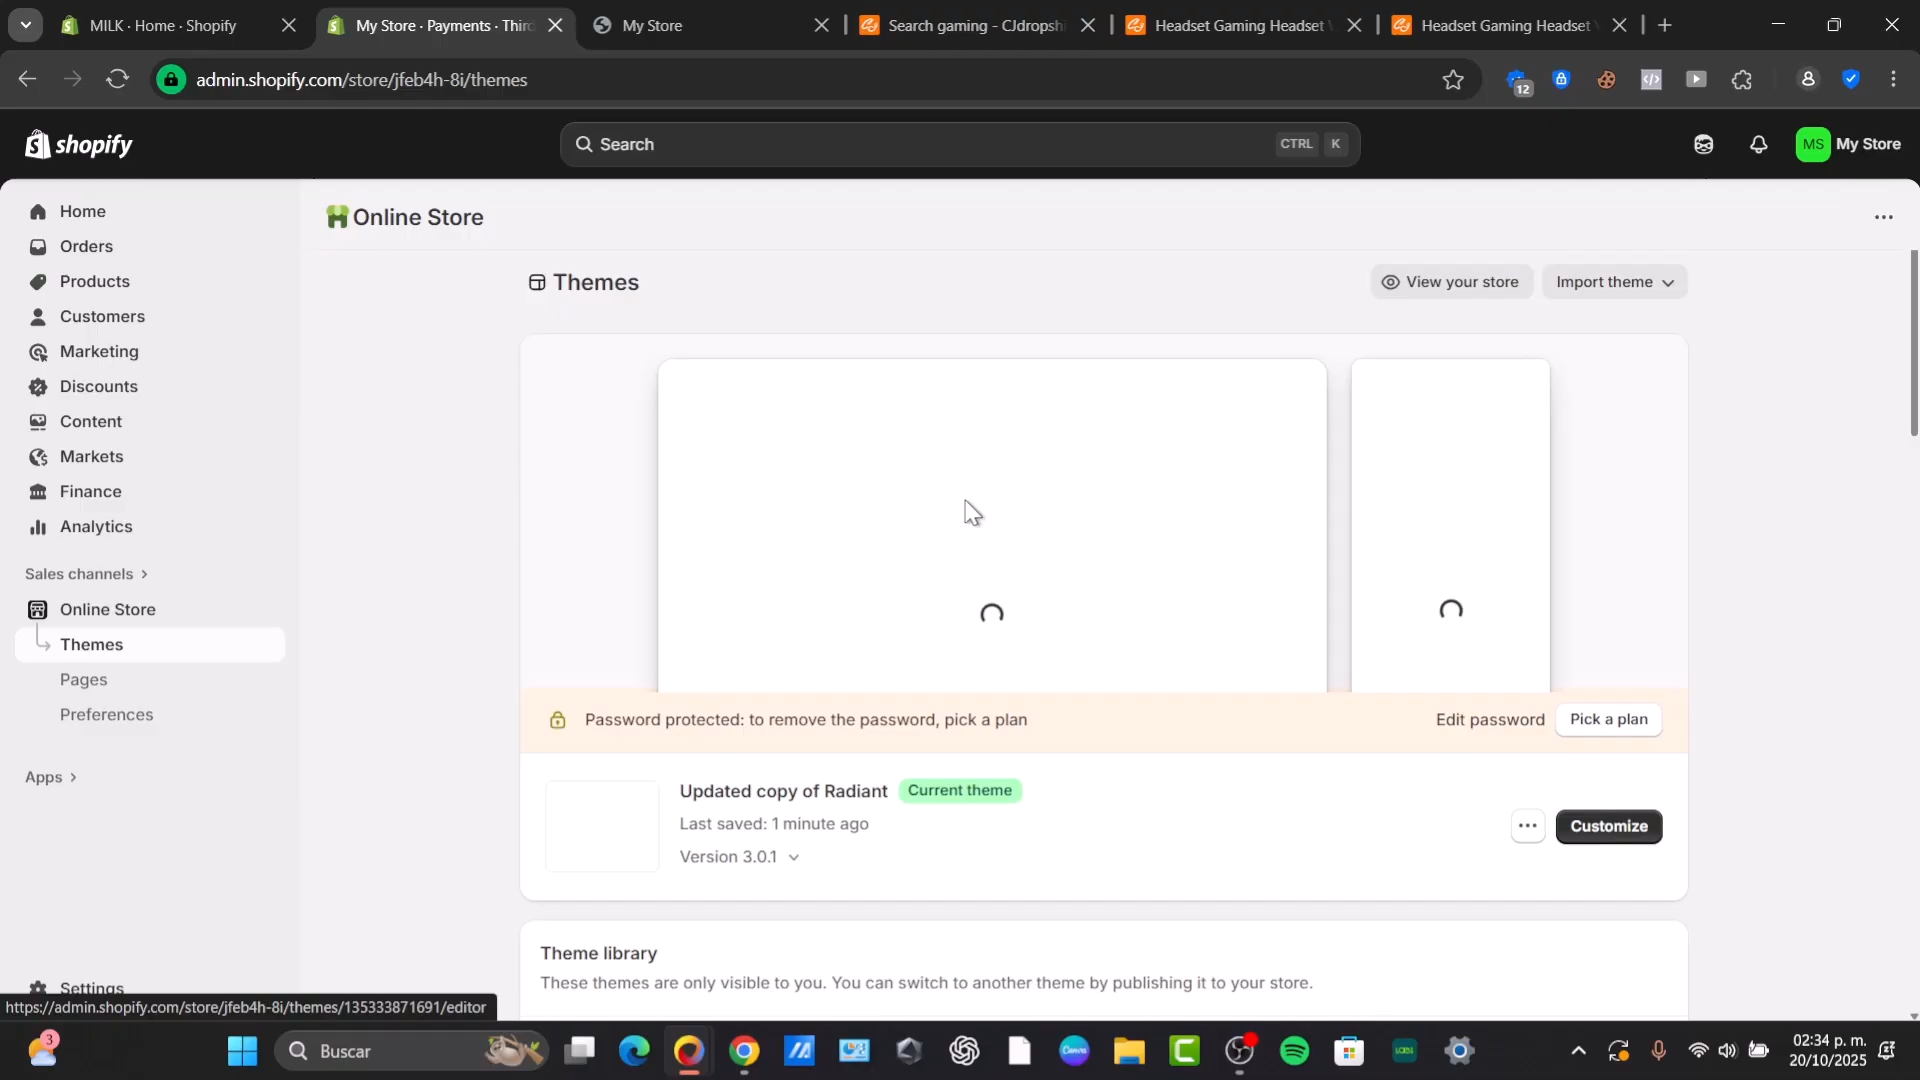 MILK · Home · Shopify
My Store · Payments · Thir
My Store
Search gaming - CJdropshi
Headset Gaming Headset
Headset Gaming Headset
admin.shopify.com/store/jfeb4h-8i/themes
12
shopify
Search
CTRL K
MS My Store
Home
Orders
Products
Customers
Marketing
Discounts
Content
Markets
Finance
Analytics
Sales channels
Online Store
Themes
Pages
Preferences
Apps
Settings
Online Store
Themes
View your store
Import theme
Password protected: to remove the password, pick a plan
Edit password
Pick a plan
Updated copy of Radiant
Current theme
Last saved: 1 minute ago
Version 3.0.1
Customize
Theme library
These themes are only visible to you. You can switch to another theme by publishing it to your store.
https://admin.shopify.com/store/jfeb4h-8i/themes/135333871691/editor
3
Buscar
Canva
02:34 p. m.
20/10/2025